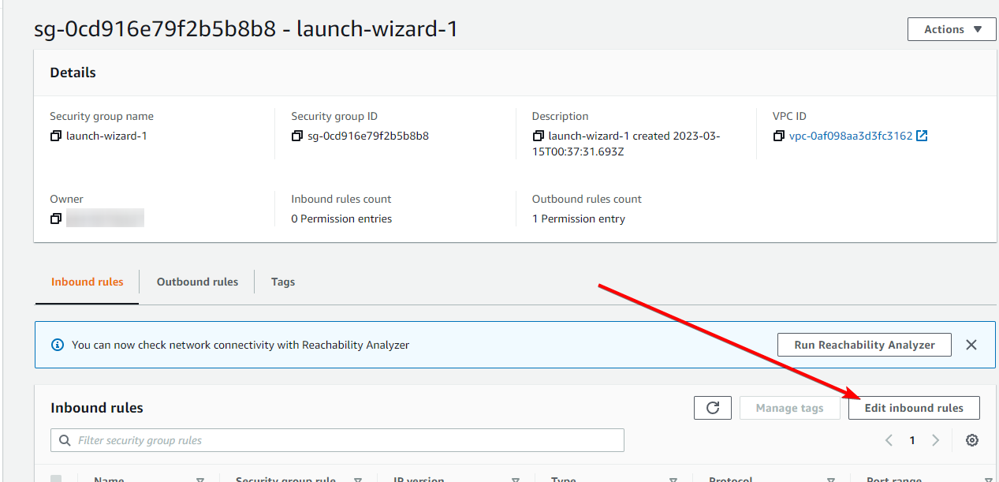 sg-0cd916e79f2b5b8b8 - launch-wizard-1
Actions
Details
Security group name
launch-wizard-1
Security group ID
sg-0cd916e79f2b5b8b8
Description
launch-wizard-1 created 2023-03-
15T00:37:31.693Z
VPC ID
vpc-0af098aa3d3fc3162
Owner
Inbound rules count
0 Permission entries
Outbound rules count
1 Permission entry
Inbound rules
Outbound rules
Tags
You can now check network connectivity with Reachability Analyzer
Run Reachability Analyzer
Inbound rules
Manage tags
Edit inbound rules
Filter security group rules
1
Name
Security group rule
IP version
Type
Protocol
Port range